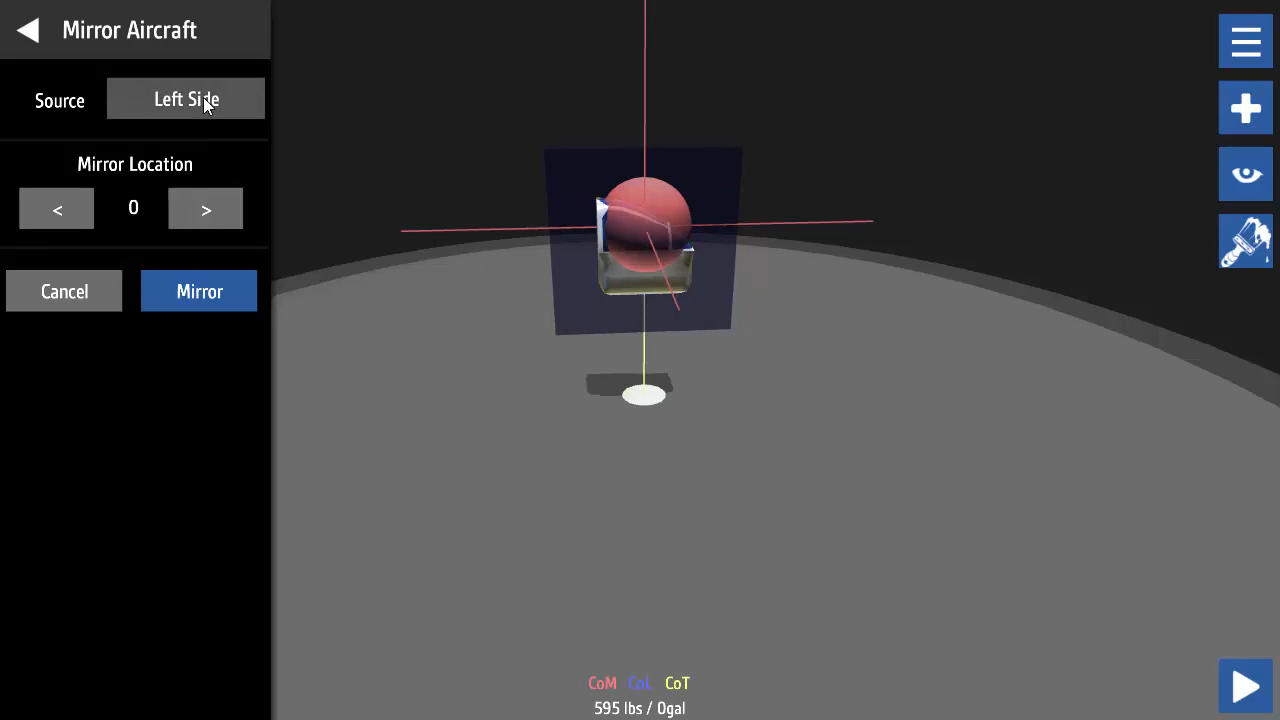 Mirror Aircraft
Source Left Side
Mirror Location
< 0 >
Cancel Mirror
CoM CoL CoT
595 lbs / 0gal